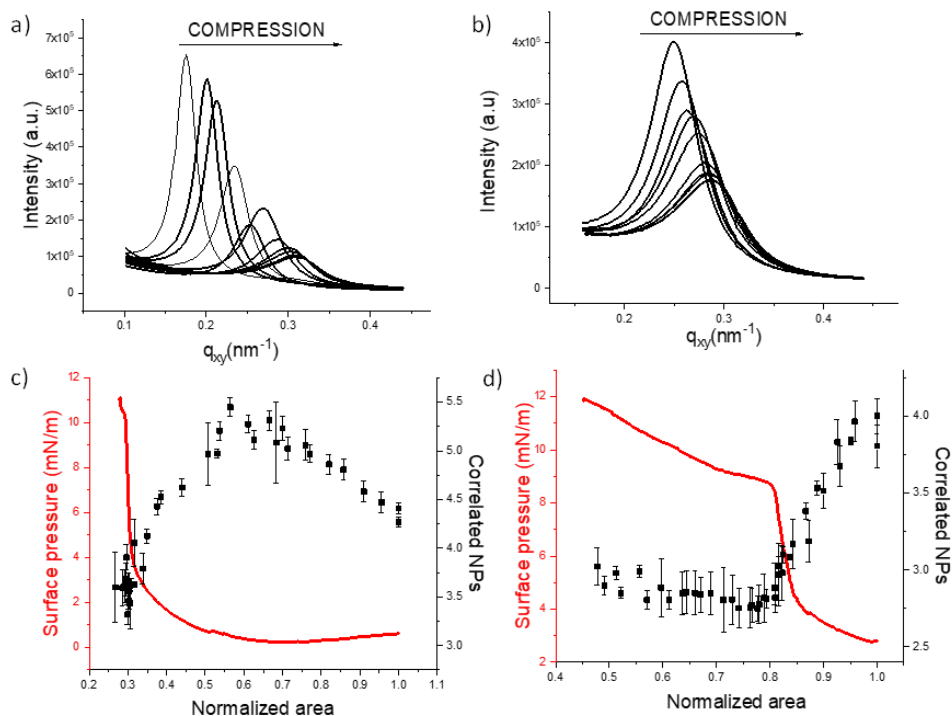 a)
COMPRESSION
7x10⁵
6x10⁵
5x10⁵
4x10⁵
3x10⁵
2x10⁵
1x10⁵
0
Intensity (a.u.)
0.1 0.2 0.3 0.4
qxy(nm⁻¹)
b)
COMPRESSION
4x10⁵
3x10⁵
2x10⁵
1x10⁵
0
Intensity (a.u)
0.2 0.3 0.4
qxy(nm⁻¹)
c)
12
10
8
6
4
2
0
Surface pressure (mN/m)
5.5
5.0
4.5
4.0
3.5
3.0
Correlated NPs
0.2 0.3 0.4 0.5 0.6 0.7 0.8 0.9 1.0 1.1
Normalized area
d)
12
10
8
6
4
2
Surface pressure (mN/m)
4.0
3.5
3.0
2.5
Correlated NPs
0.4 0.5 0.6 0.7 0.8 0.9 1.0
Normalized area